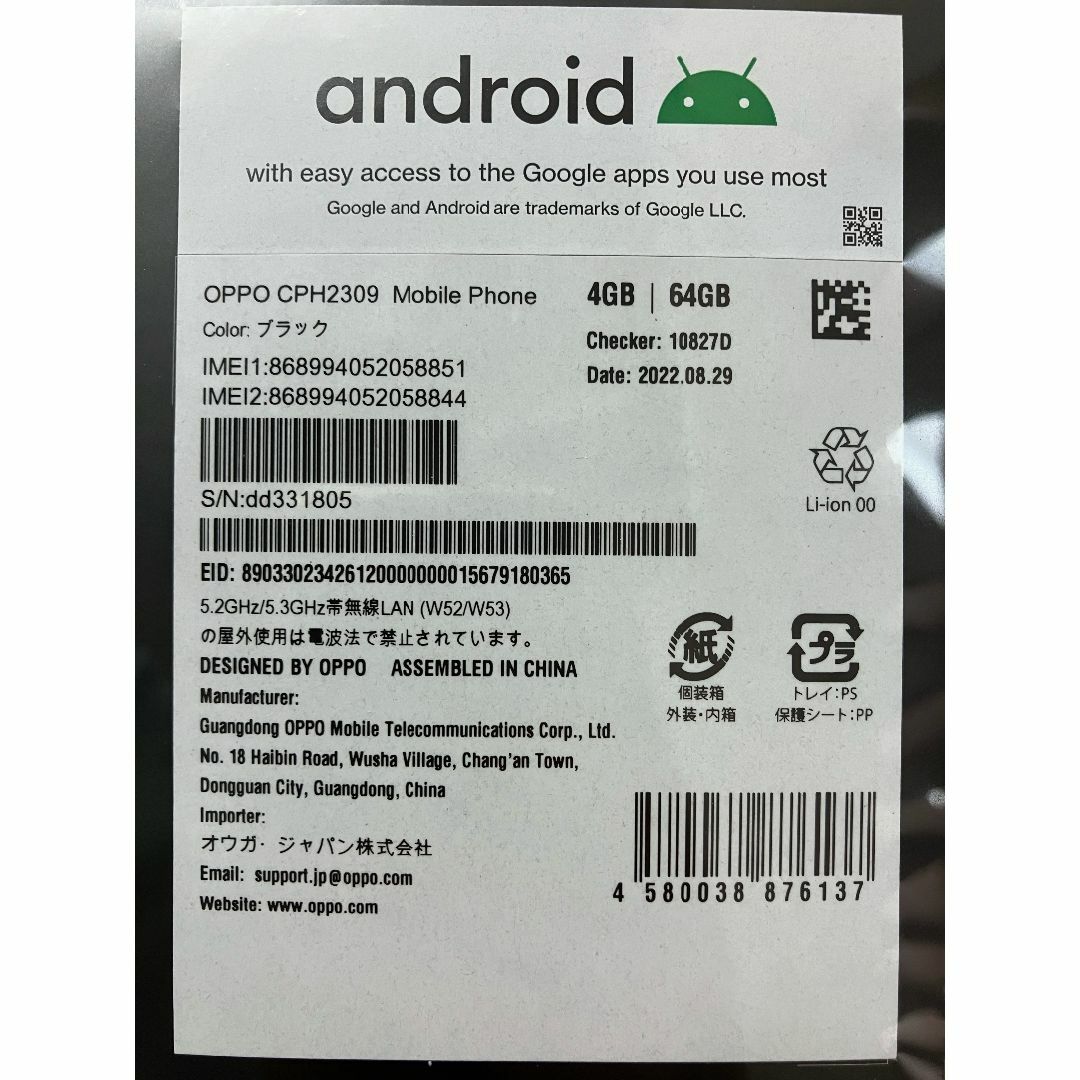 android
with easy access to the Google apps you use most
Google and Android are trademarks of Google LLC.
OPPO CPH2309 Mobile Phone
4GB | 64GB
Color: ブラック
Checker: 10827D
IMEI1:868994052058851
Date: 2022.08.29
IMEI2:868994052058844
Li-ion 00
S/N:dd331805
EID: 89033023426120000000015679180365
5.2GHz/5.3GHz帯無線LAN (W52/W53)
の屋外使用は電波法で禁止されています。
DESIGNED BY OPPO ASSEMBLED IN CHINA
紙
個装箱
外装・内箱
プラ
トレイ:PS
保護シート:PP
Manufacturer:
Guangdong OPPO Mobile Telecommunications Corp., Ltd.
No. 18 Haibin Road, Wusha Village, Chang'an Town,
Dongguan City, Guangdong, China
Importer:
オウガ・ジャパン株式会社
Email: support.jp@oppo.com
Website: www.oppo.com
4 580038 876137